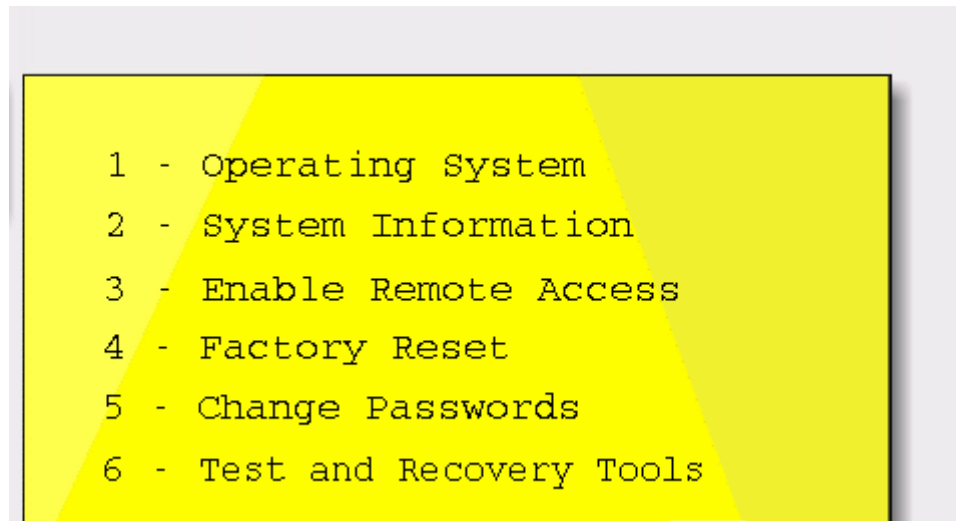 1 - Operating System
2 - System Information
3 - Enable Remote Access
4 - Factory Reset
5 - Change Passwords
6 - Test and Recovery Tools